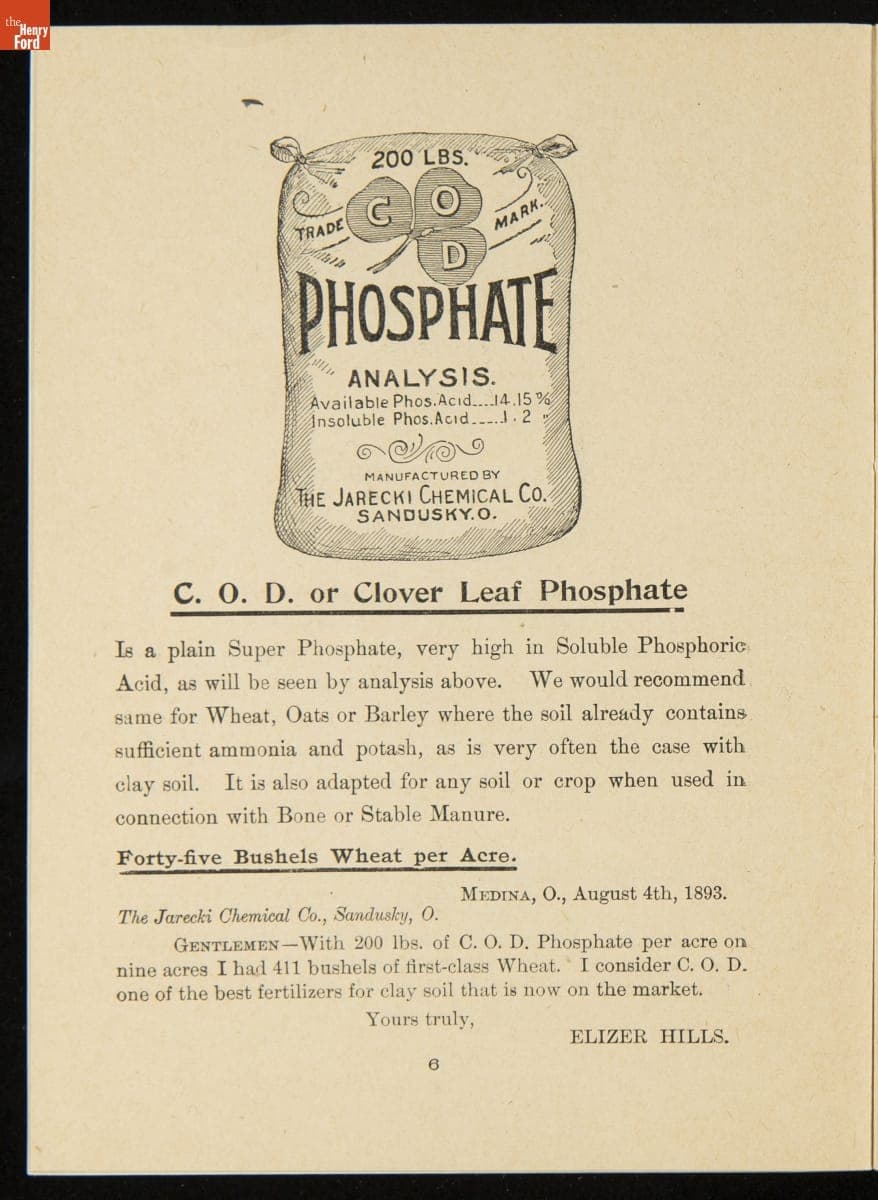 the
Henry
Ford
200 LBS.
C O D
TRADE MARK.
PHOSPHATE
ANALYSIS.
Available Phos. Acid....14.15 %
Insoluble Phos. Acid.....1.2 "
MANUFACTURED BY
THE JARECKI CHEMICAL CO.
SANDUSKY. O.
C. O. D. or Clover Leaf Phosphate
Is a plain Super Phosphate, very high in Soluble Phosphoric
Acid, as will be seen by analysis above. We would recommend
same for Wheat, Oats or Barley where the soil already contains
sufficient ammonia and potash, as is very often the case with
clay soil. It is also adapted for any soil or crop when used in
connection with Bone or Stable Manure.
Forty-five Bushels Wheat per Acre.
MEDINA, O., August 4th, 1893.
The Jarecki Chemical Co., Sandusky, O.
GENTLEMEN—With 200 lbs. of C. O. D. Phosphate per acre on
nine acres I had 411 bushels of first-class Wheat. I consider C. O. D.
one of the best fertilizers for clay soil that is now on the market.
Yours truly,
ELIZER HILLS.
6